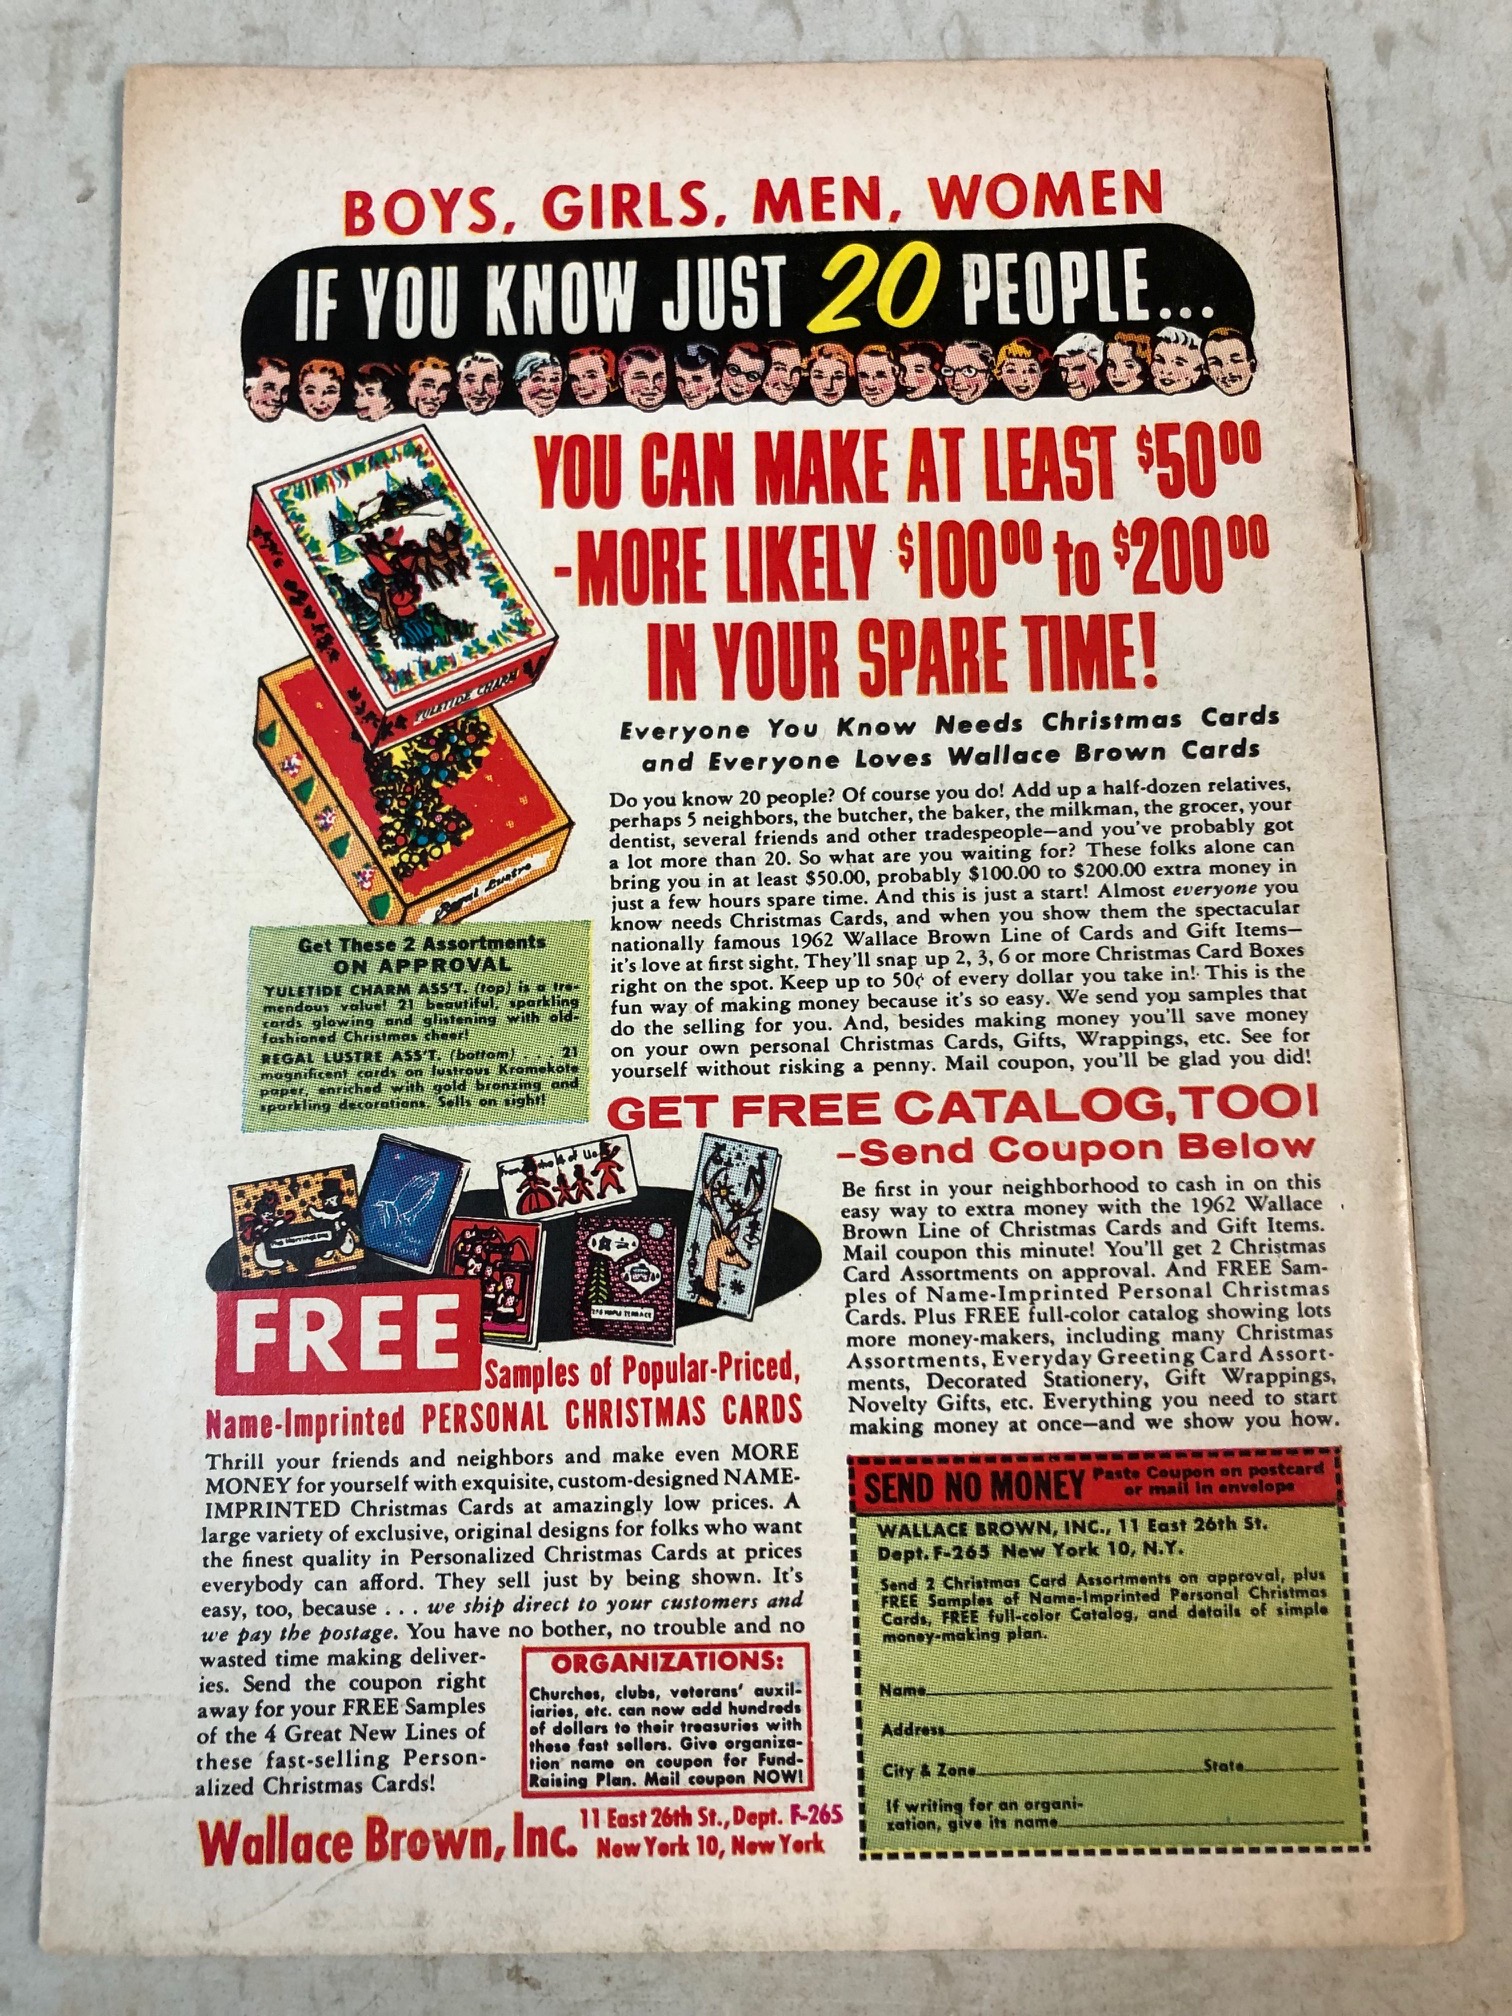 BOYS, GIRLS, MEN, WOMEN
IF YOU KNOW JUST 20 PEOPLE...
YOU CAN MAKE AT LEAST $50⁰⁰
-MORE LIKELY $100⁰⁰ to $200⁰⁰
IN YOUR SPARE TIME!
Everyone You Know Needs Christmas Cards
and Everyone Loves Wallace Brown Cards
Do you know 20 people? Of course you do! Add up a half-dozen relatives,
perhaps 5 neighbors, the butcher, the baker, the milkman, the grocer, your
dentist, several friends and other tradespeople—and you've probably got
a lot more than 20. So what are you waiting for? These folks alone can
bring you in at least $50.00, probably $100.00 to $200.00 extra money in
just a few hours spare time. And this is just a start! Almost everyone you
know needs Christmas Cards, and when you show them the spectacular
nationally famous 1962 Wallace Brown Line of Cards and Gift Items—
it's love at first sight. They'll snap up 2, 3, 6 or more Christmas Card Boxes
right on the spot. Keep up to 50¢ of every dollar you take in! This is the
fun way of making money because it's so easy. We send you samples that
do the selling for you. And, besides making money you'll save money
on your own personal Christmas Cards, Gifts, Wrappings, etc. See for
yourself without risking a penny. Mail coupon, you'll be glad you did!
YULETIDE CHARM
Regal Lustre
Get These 2 Assortments
ON APPROVAL
YULETIDE CHARM ASS'T. (top) is a tre-
mendous value! 21 beautiful, sparkling
cards glowing and glistening with old-
fashioned Christmas cheer!
REGAL LUSTRE ASS'T. (bottom) . . . 21
magnificent cards on lustrous Kromekote
paper, enriched with gold bronzing and
sparkling decorations. Sells on sight!
GET FREE CATALOG, TOO!
—Send Coupon Below
Be first in your neighborhood to cash in on this
easy way to extra money with the 1962 Wallace
Brown Line of Christmas Cards and Gift Items.
Mail coupon this minute! You'll get 2 Christmas
Card Assortments on approval. And FREE Sam-
ples of Name-Imprinted Personal Christmas
Cards. Plus FREE full-color catalog showing lots
more money-makers, including many Christmas
Assortments, Everyday Greeting Card Assort-
ments, Decorated Stationery, Gift Wrappings,
Novelty Gifts, etc. Everything you need to start
making money at once—and we show you how.
From the 4 of Us
FREE
Samples of Popular-Priced,
Name-Imprinted PERSONAL CHRISTMAS CARDS
Thrill your friends and neighbors and make even MORE
MONEY for yourself with exquisite, custom-designed NAME-
IMPRINTED Christmas Cards at amazingly low prices. A
large variety of exclusive, original designs for folks who want
the finest quality in Personalized Christmas Cards at prices
everybody can afford. They sell just by being shown. It's
easy, too, because . . . we ship direct to your customers and
we pay the postage. You have no bother, no trouble and no
wasted time making deliver-
ies. Send the coupon right
away for your FREE Samples
of the 4 Great New Lines of
these fast-selling Person-
alized Christmas Cards!
ORGANIZATIONS:
Churches, clubs, veterans' auxil-
iaries, etc. can now add hundreds
of dollars to their treasuries with
these fast sellers. Give organiza-
tion name on coupon for Fund-
Raising Plan. Mail coupon NOW!
Wallace Brown, Inc. 11 East 26th St., Dept. F-265
New York 10, New York
SEND NO MONEY Paste Coupon on postcard
or mail in envelope
WALLACE BROWN, INC., 11 East 26th St.
Dept. F-265 New York 10, N.Y.
Send 2 Christmas Card Assortments on approval, plus
FREE Samples of Name-Imprinted Personal Christmas
Cards, FREE full-color Catalog, and details of simple
money-making plan.
Name
Address
City & Zone State
If writing for an organi-
zation, give its name